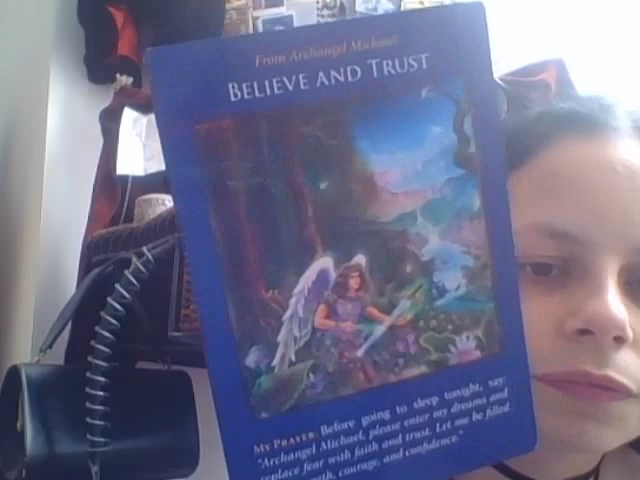 From Archangel Michael:
BELIEVE AND TRUST
MY PRAYER: Before going to sleep tonight, say:
"Archangel Michael, please enter my dreams and
replace fear with faith and trust. Let me be filled
courage, and confidence."